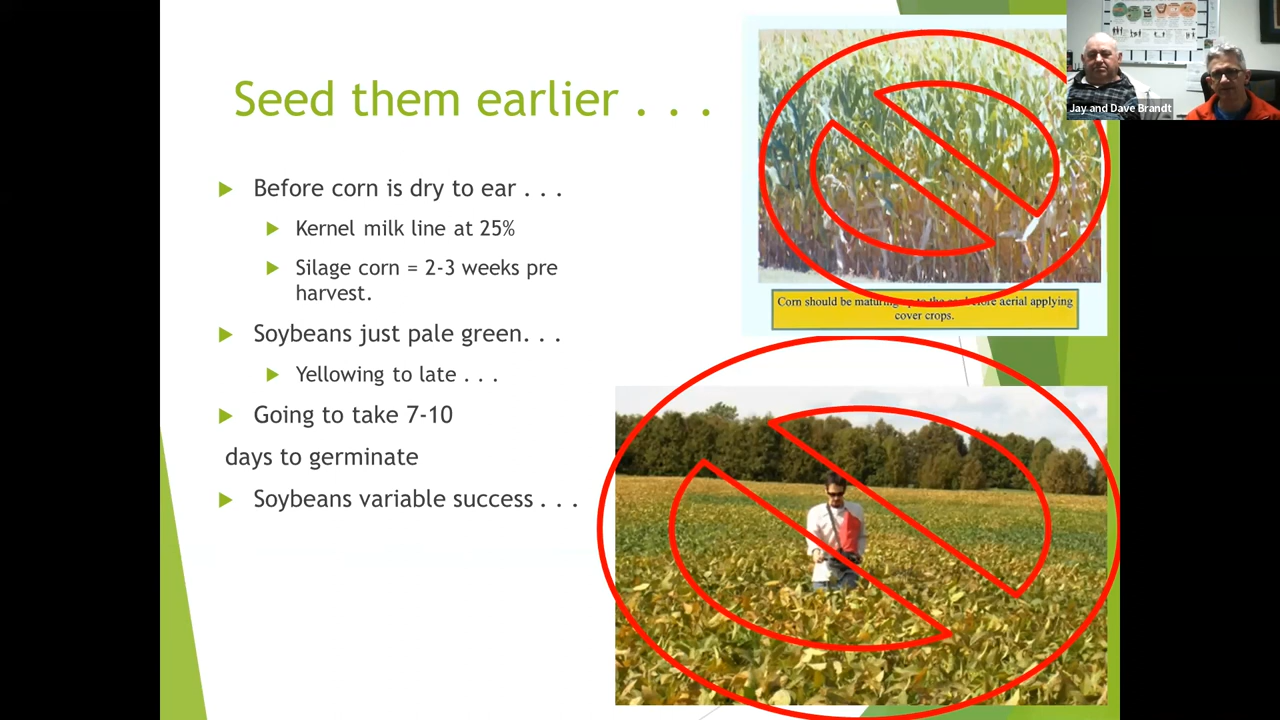 Seed them earlier . . .
Before corn is dry to ear . . .
Kernel milk line at 25%
Silage corn = 2-3 weeks pre
harvest.
Soybeans just pale green. . .
Yellowing to late . . .
Going to take 7-10
days to germinate
Soybeans variable success . . .
Corn should be maturing up to the ear before aerial applying
cover crops.
Jay and Dave Brandt